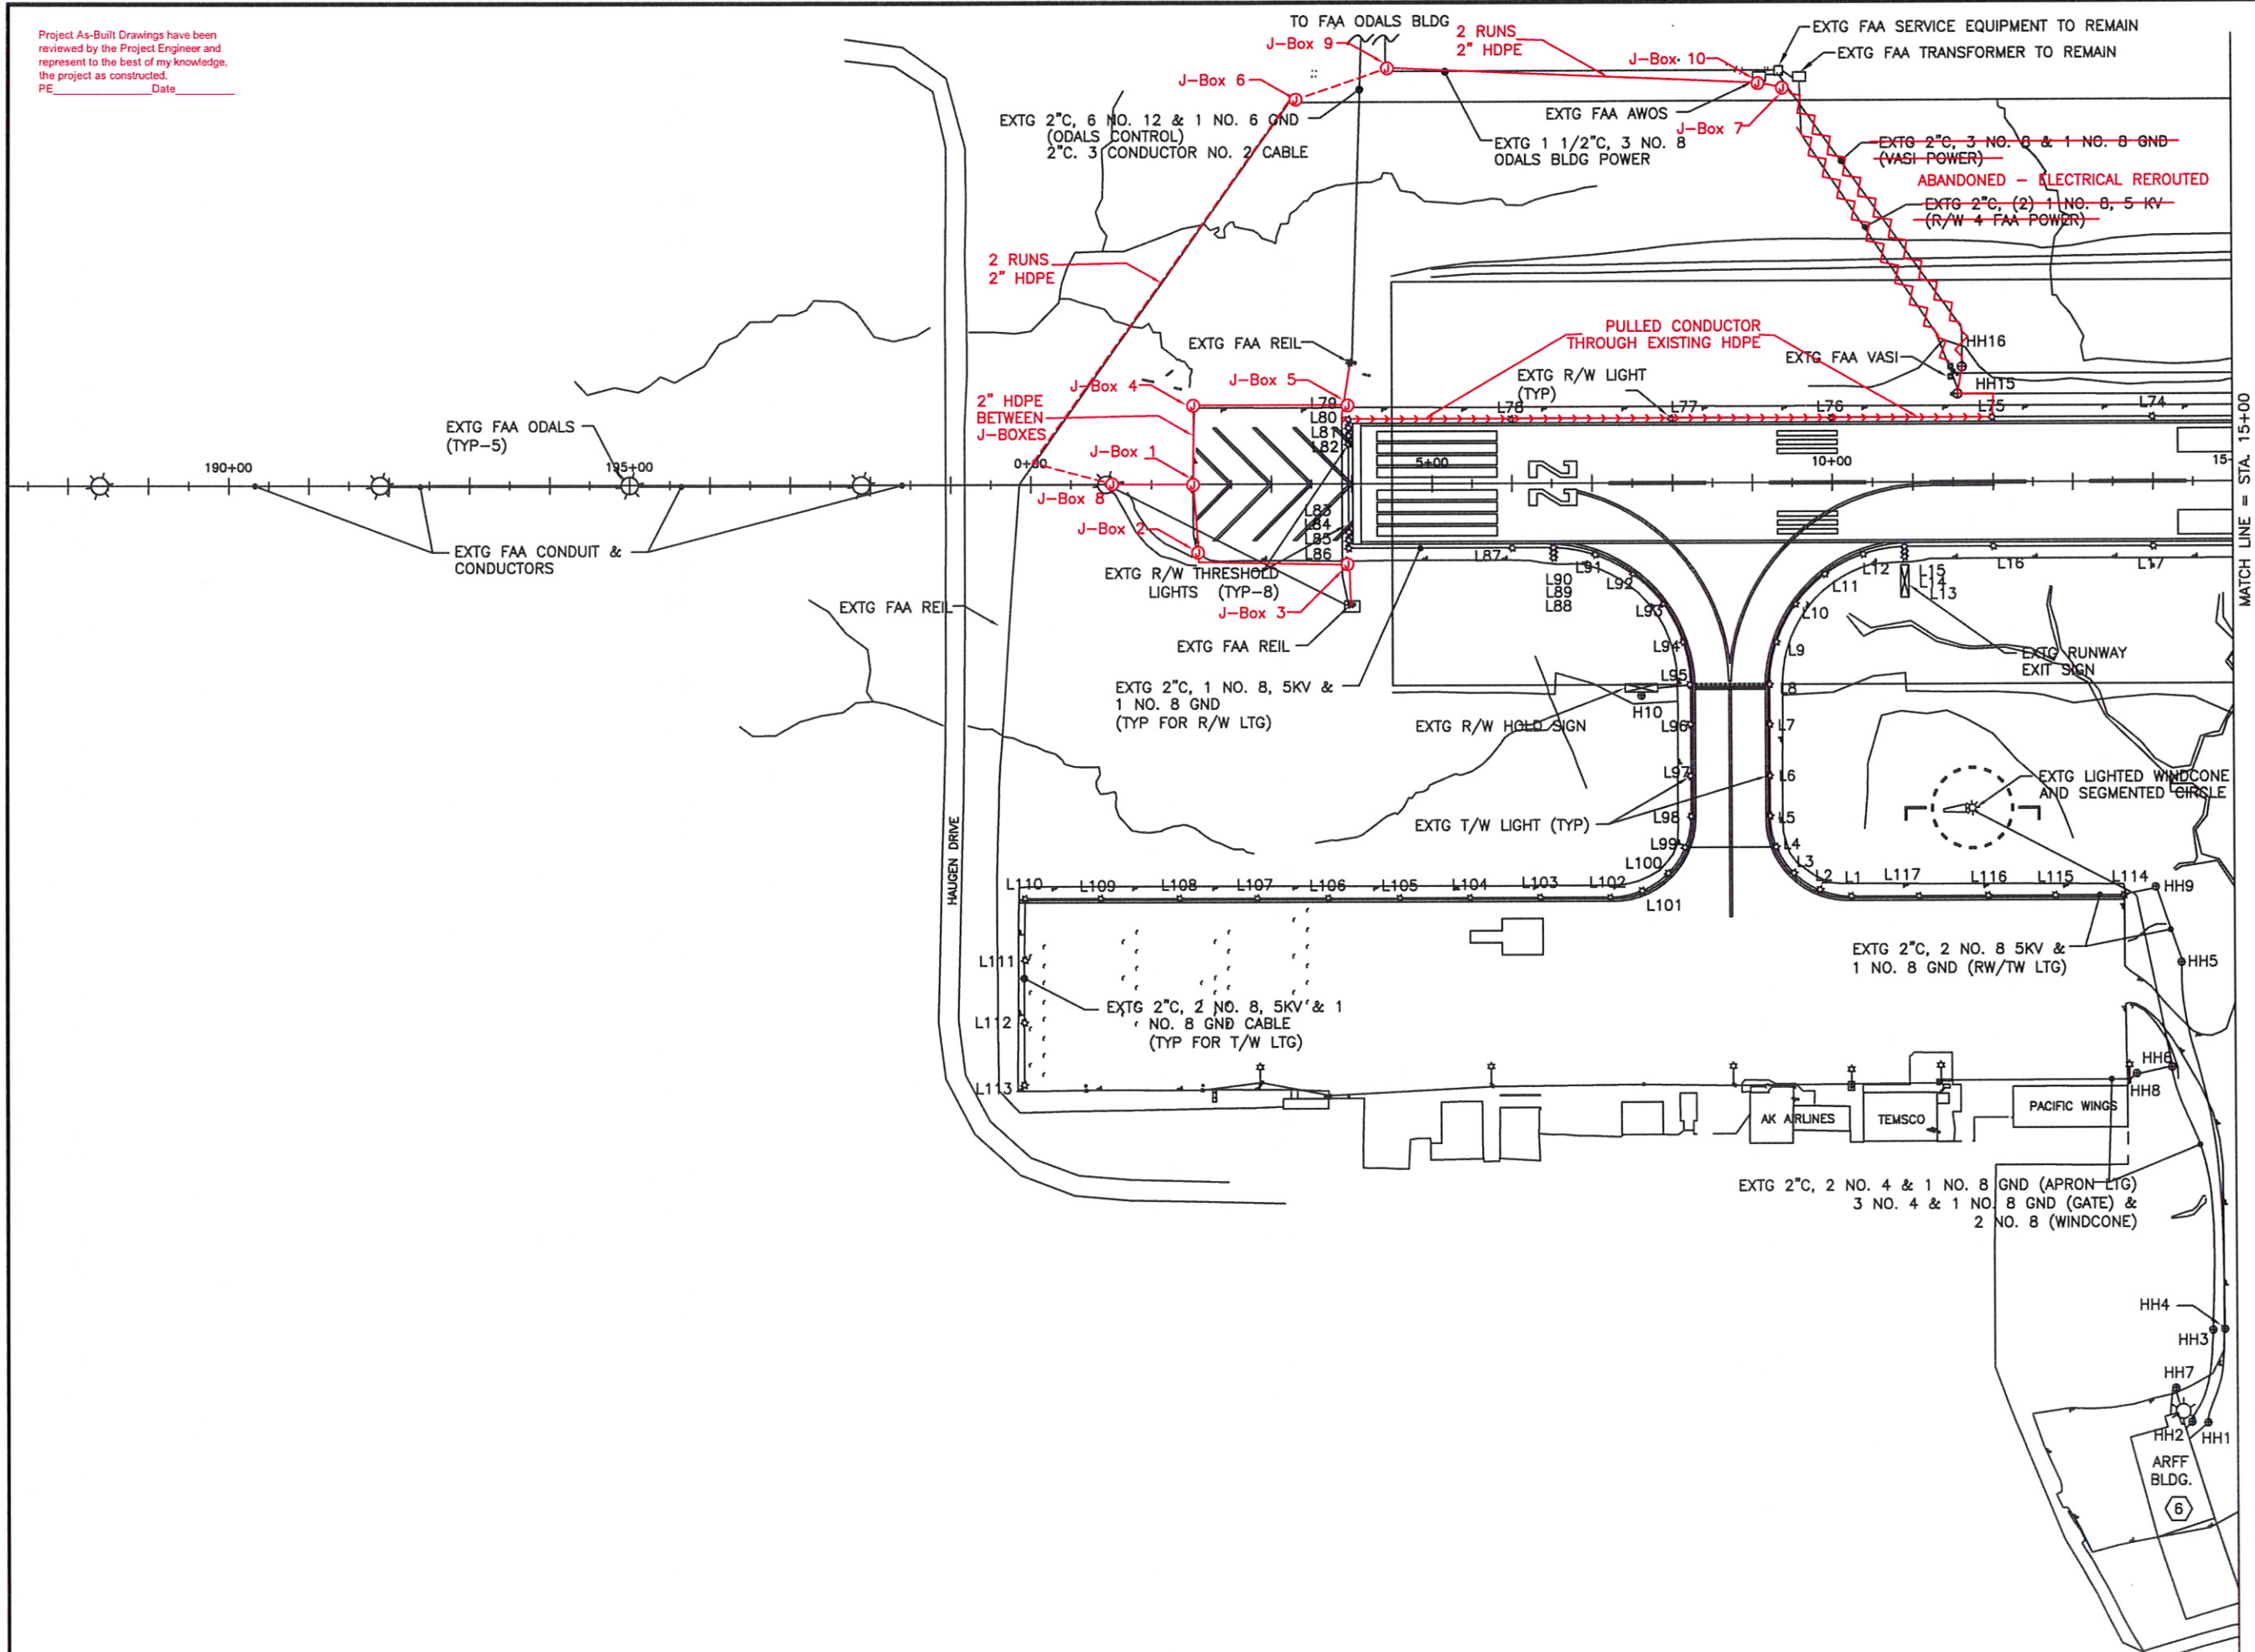 Project As-Built Drawings have been
reviewed by the Project Engineer and
represent to the best of my knowledge,
the project as constructed.
PE________________Date__________
TO FAA ODALS BLDG
J-Box 9
2 RUNS
2" HDPE
EXTG FAA SERVICE EQUIPMENT TO REMAIN
EXTG FAA TRANSFORMER TO REMAIN
J-Box 10
J-Box 6
EXTG 2"C, 6 NO. 12 & 1 NO. 6 GND
(ODALS CONTROL)
2"C. 3 CONDUCTOR NO. 2 CABLE
EXTG FAA AWOS
J-Box 7
EXTG 1 1/2"C, 3 NO. 8
ODALS BLDG POWER
EXTG 2"C, 3 NO. 8 & 1 NO. 8 GND
(VASI POWER)
ABANDONED - ELECTRICAL REROUTED
EXTG 2"C, (2) 1 NO. 8, 5 KV
(R/W 4 FAA POWER)
2 RUNS
2" HDPE
PULLED CONDUCTOR
THROUGH EXISTING HDPE
EXTG FAA REIL
EXTG FAA VASI
HH16
HH15
J-Box 4
J-Box 5
EXTG R/W LIGHT
(TYP)
2" HDPE
BETWEEN
J-BOXES
L79
L80
L81
L82
L78
L77
L76
L75
L74
EXTG FAA ODALS
(TYP-5)
J-Box 1
190+00
195+00
0+00
5+00
10+00
15
MATCH LINE = STA. 15+00
2
2
J-Box 8
J-Box 2
L83
L84
L85
L86
L87
L91
L92
L90
L89
L88
L93
L12
L11
L10
L15
L14
L13
L16
L17
EXTG FAA CONDUIT &
CONDUCTORS
EXTG R/W THRESHOLD
LIGHTS (TYP-8)
J-Box 3
EXTG FAA REIL
EXTG FAA REIL
L94
L9
EXTG RUNWAY
EXIT SIGN
EXTG 2"C, 1 NO. 8, 5KV &
1 NO. 8 GND
(TYP FOR R/W LTG)
L95
L8
H10
EXTG R/W HOLD SIGN
L96
L7
L97
L6
EXTG LIGHTED WINDCONE
AND SEGMENTED CIRCLE
EXTG T/W LIGHT (TYP)
L98
L5
L99
L4
L100
L3
HAUGEN DRIVE
L110
L109
L108
L107
L106
L105
L104
L103
L102
L101
L2
L1
L117
L116
L115
L114
HH9
L111
EXTG 2"C, 2 NO. 8 5KV &
1 NO. 8 GND (RW/TW LTG)
HH5
EXTG 2"C, 2 NO. 8, 5KV & 1
NO. 8 GND CABLE
(TYP FOR T/W LTG)
L112
L113
HH6
HH8
AK AIRLINES
TEMSCO
PACIFIC WINGS
EXTG 2"C, 2 NO. 4 & 1 NO. 8 GND (APRON LTG)
3 NO. 4 & 1 NO. 8 GND (GATE) &
2 NO. 8 (WINDCONE)
HH4
HH3
HH7
HH2
HH1
ARFF
BLDG.
6